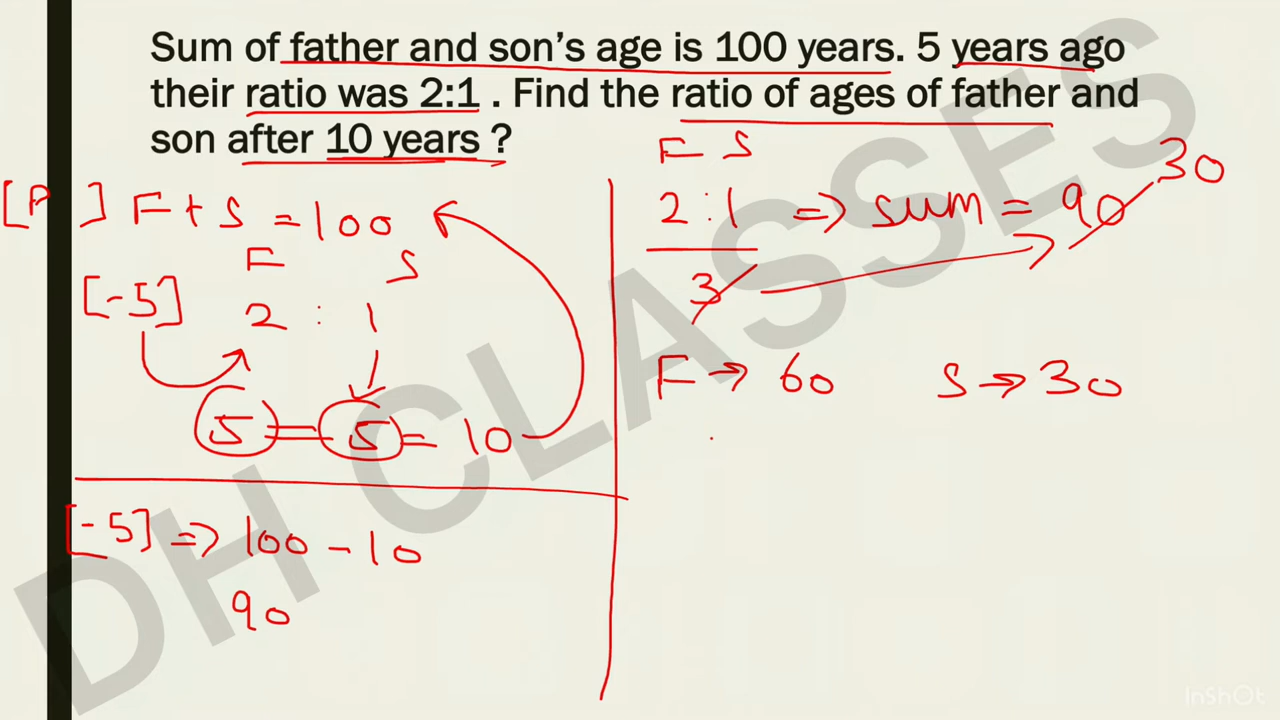 Sum of father and son's age is 100 years. 5 years ago
their ratio was 2:1 . Find the ratio of ages of father and
son after 10 years ?
[P ] F + S = 100
F S
[-5] 2 : 1
5 = 5 = 10
[-5] => 100 - 10
90
F S
2 : 1 => sum = 90 30
3
F → 60 S → 30
DH CLASSES
InShOt